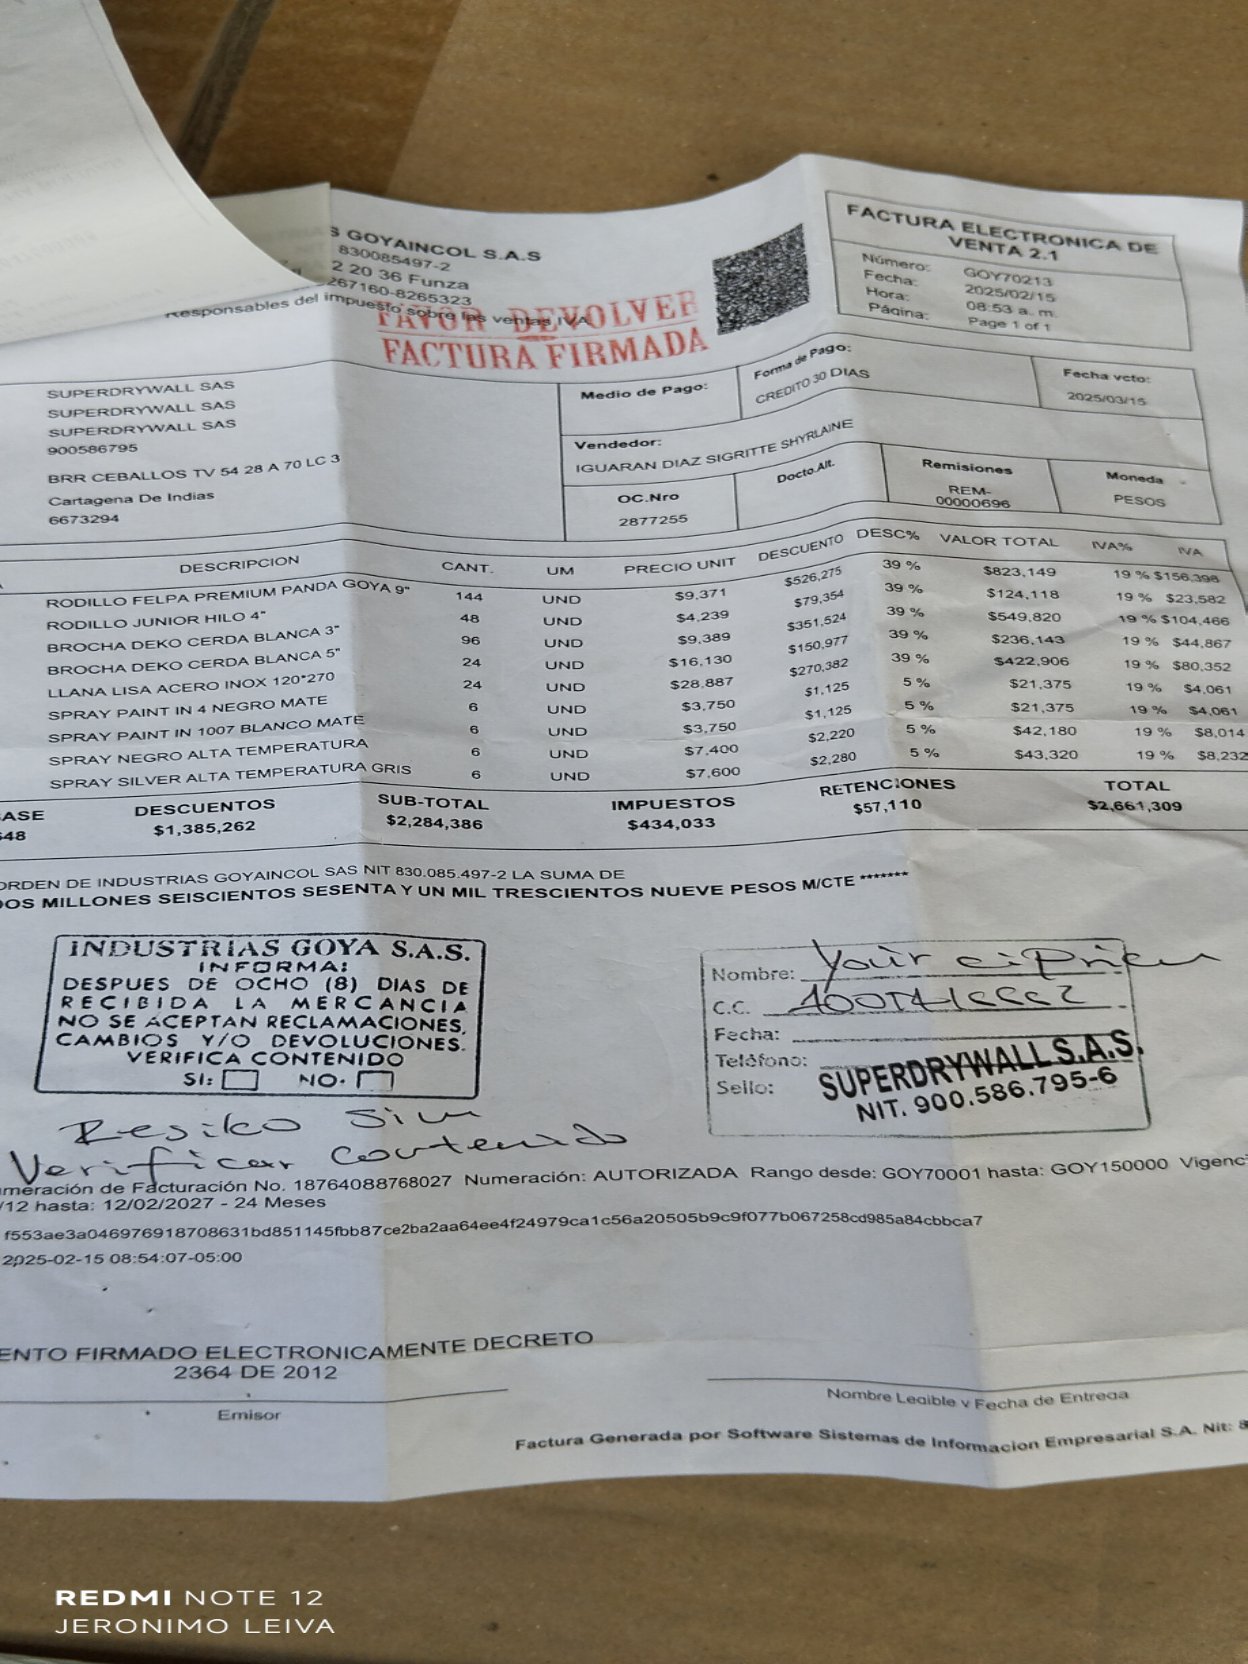 S GOYAINCOL S.A.S
830085497-2
2 20 36 Funza
267160-8265323
Responsables del impuesto sobre las ventas IVA
FAVOR DEVOLVER
FACTURA FIRMADA
FACTURA ELECTRONICA DE
VENTA 2.1
Número: GOY70213
Fecha: 2025/02/15
Hora: 08:53 a. m.
Página: Page 1 of 1
SUPERDRYWALL SAS
SUPERDRYWALL SAS
SUPERDRYWALL SAS
900586795
BRR CEBALLOS TV 54 28 A 70 LC 3
Cartagena De Indias
6673294
Medio de Pago:
Forma de Pago:
CREDITO 30 DIAS
Fecha vcto:
2025/03/15
Vendedor:
IGUARAN DIAZ SIGRITTE SHYRLAINE
OC.Nro
2877255
Docto.Alt.
Remisiones
REM-
00000696
Moneda
PESOS
DESCRIPCION CANT. UM PRECIO UNIT DESCUENTO DESC% VALOR TOTAL IVA% IVA
RODILLO FELPA PREMIUM PANDA GOYA 9" 144 UND $9,371 $526,275 39 % $823,149 19 % $156,398
RODILLO JUNIOR HILO 4" 48 UND $4,239 $79,354 39 % $124,118 19 % $23,582
BROCHA DEKO CERDA BLANCA 3" 96 UND $9,389 $351,524 39 % $549,820 19 % $104,466
BROCHA DEKO CERDA BLANCA 5" 24 UND $16,130 $150,977 39 % $236,143 19 % $44,867
LLANA LISA ACERO INOX 120*270 24 UND $28,887 $270,382 39 % $422,906 19 % $80,352
SPRAY PAINT IN 4 NEGRO MATE 6 UND $3,750 $1,125 5 % $21,375 19 % $4,061
SPRAY PAINT IN 1007 BLANCO MATE 6 UND $3,750 $1,125 5 % $21,375 19 % $4,061
SPRAY NEGRO ALTA TEMPERATURA 6 UND $7,400 $2,220 5 % $42,180 19 % $8,014
SPRAY SILVER ALTA TEMPERATURA GRIS 6 UND $7,600 $2,280 5 % $43,320 19 % $8,232
ASE DESCUENTOS SUB-TOTAL IMPUESTOS RETENCIONES TOTAL
48 $1,385,262 $2,284,386 $434,033 $57,110 $2,661,309
ORDEN DE INDUSTRIAS GOYAINCOL SAS NIT 830.085.497-2 LA SUMA DE
DOS MILLONES SEISCIENTOS SESENTA Y UN MIL TRESCIENTOS NUEVE PESOS M/CTE *******
INDUSTRIAS GOYA S.A.S.
INFORMA:
DESPUES DE OCHO (8) DIAS DE
RECIBIDA LA MERCANCIA
NO SE ACEPTAN RECLAMACIONES,
CAMBIOS Y/O DEVOLUCIONES.
VERIFICA CONTENIDO
SI: NO.
Nombre: Yair
C.C.
Fecha:
Teléfono:
Sello:
SUPERDRYWALL S.A.S.
NIT. 900.586.795-6
Resibo Sin
Verificar contenido
meración de Facturación No. 18764088768027 Numeración: AUTORIZADA Rango desde: GOY70001 hasta: GOY150000 Vigenc
/12 hasta: 12/02/2027 - 24 Meses
f553ae3a046976918708631bd851145fbb87ce2ba2aa64ee4f24979ca1c56a20505b9c9f077b067258cd985a84cbbca7
2025-02-15 08:54:07-05:00
ENTO FIRMADO ELECTRONICAMENTE DECRETO
2364 DE 2012
Emisor
Nombre Legible y Fecha de Entrega
Factura Generada por Software Sistemas de Informacion Empresarial S.A. Nit: 8
REDMI NOTE 12
JERONIMO LEIVA